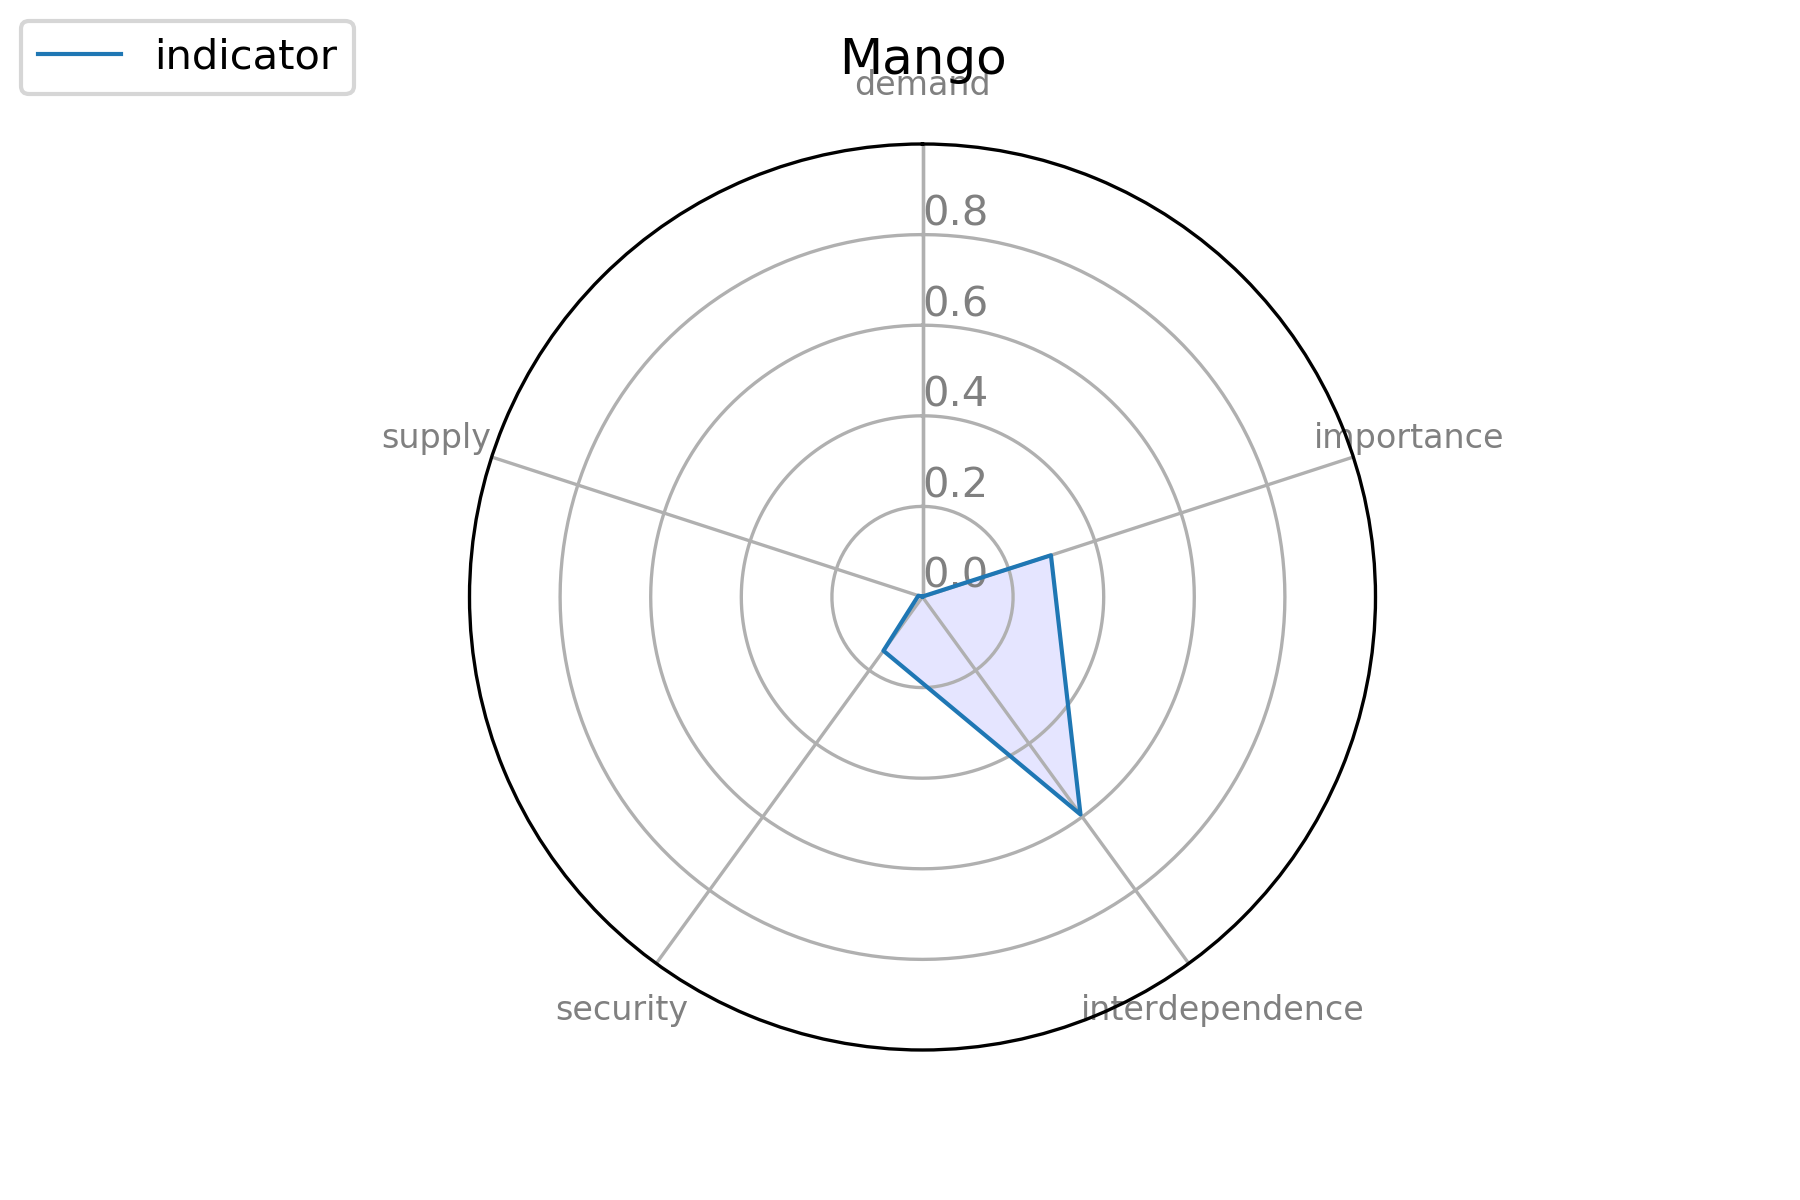 indicator
Mango
demand
0.8
0.6
0.4
supply
importance
0.2
0.0
security
interdependence